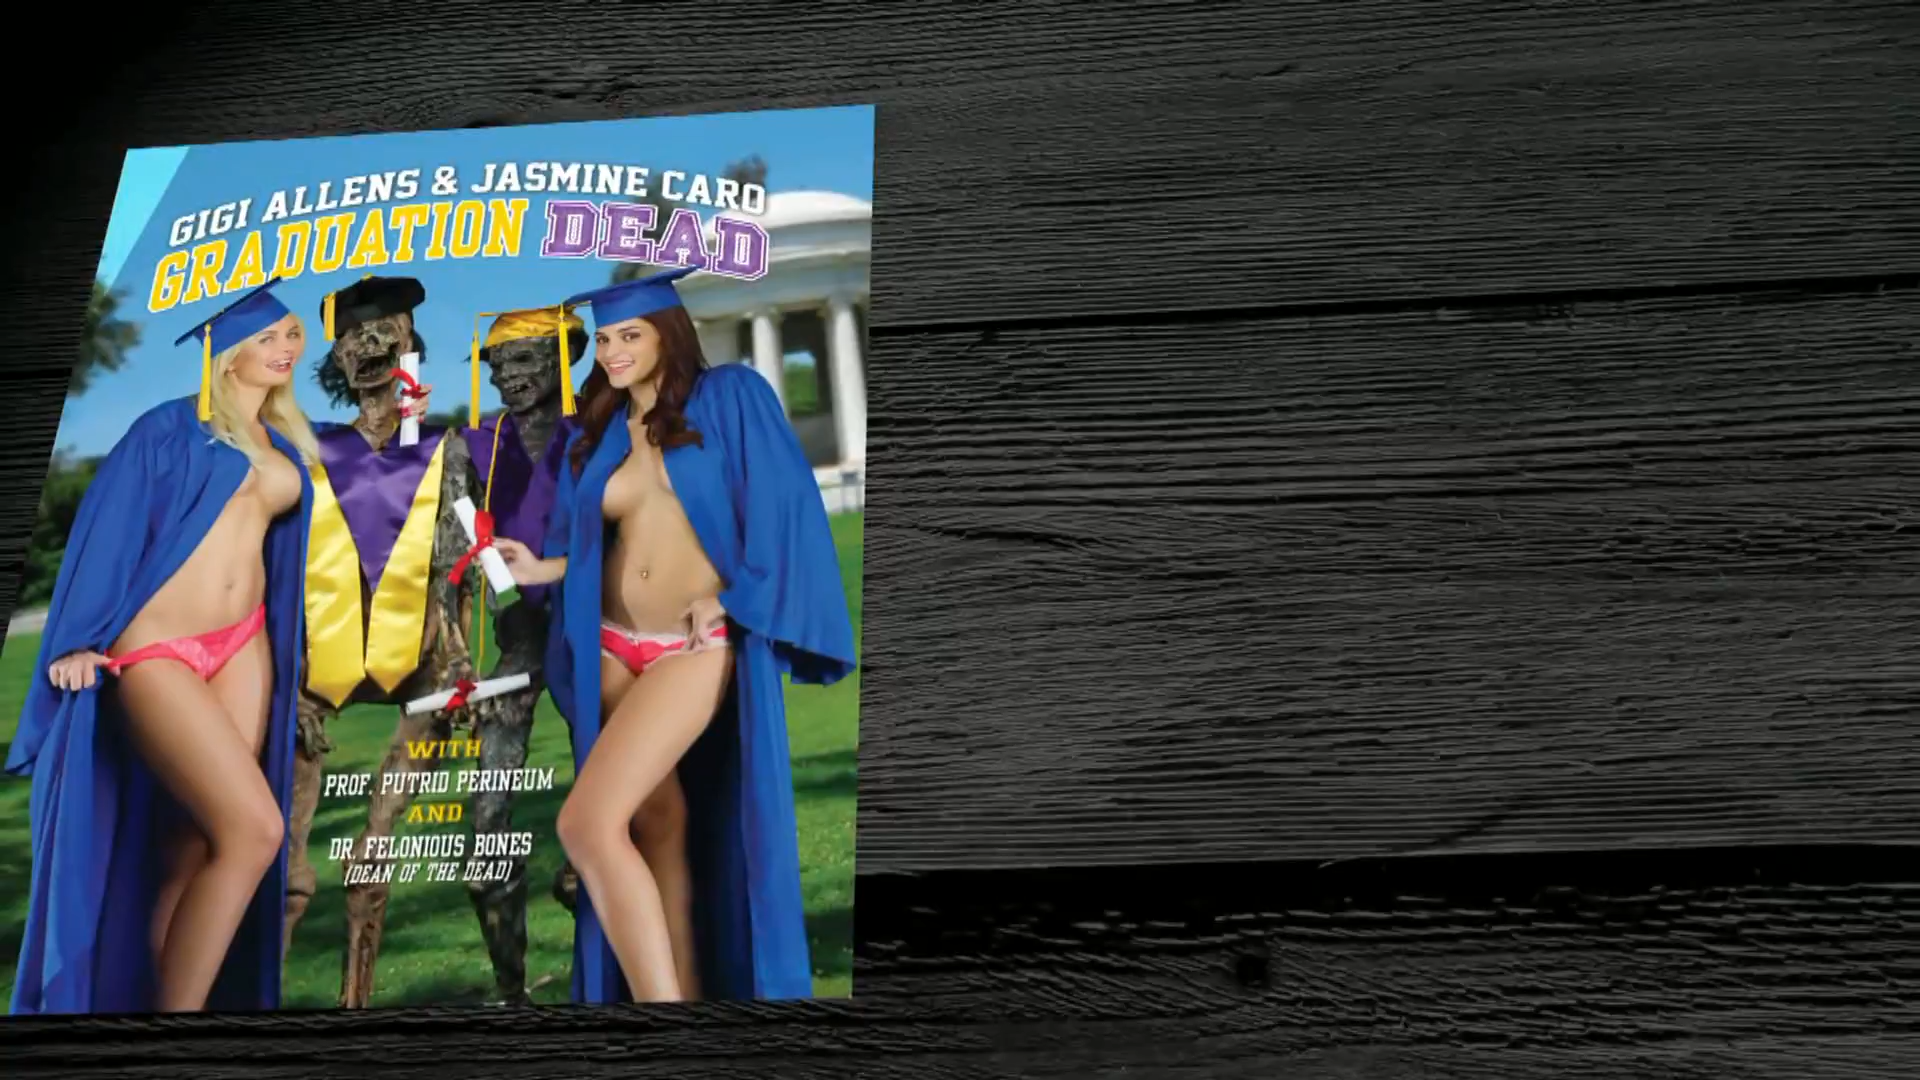 GIGI ALLENS & JASMINE CARO
GRADUATION DEAD
WITH
PROF. PUTRID PERINEUM
AND
DR. FELONIOUS BONES
(DEAN OF THE DEAD)